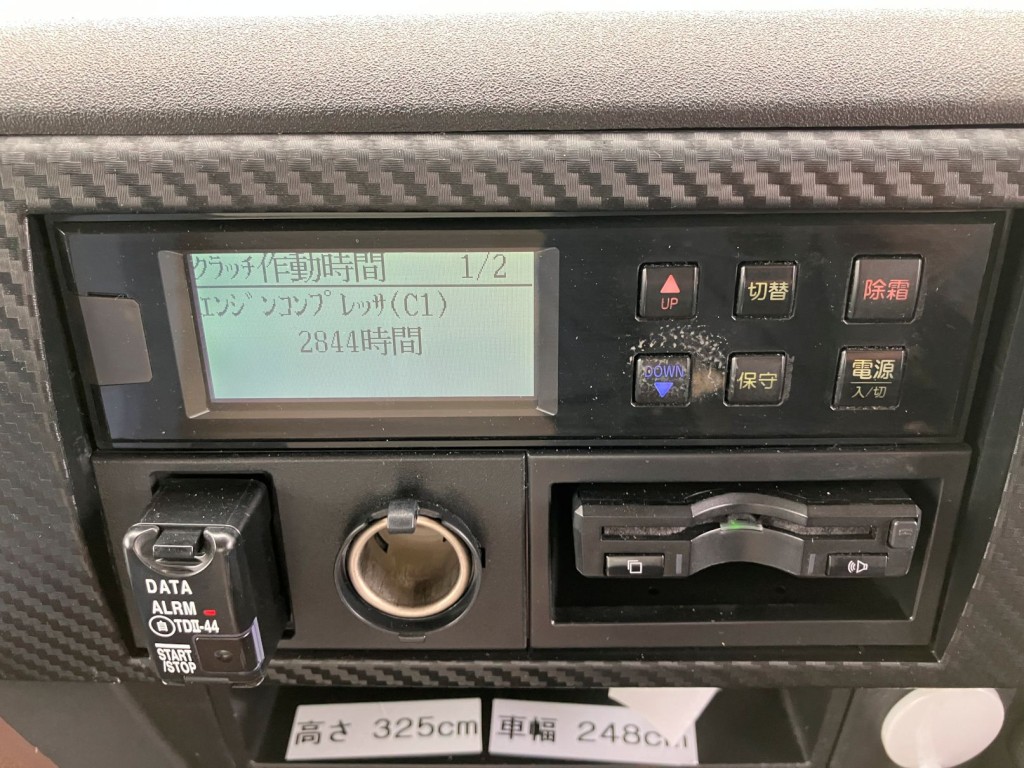 クラッチ作動時間 1/2
エンジンコンプレッサ(C1)
2844時間
UP
切替
除霜
DOWN
保守
電源
入/切
DATA
ALRM
自 TDII-44
START
/STOP
高さ 325cm
車幅 248cm